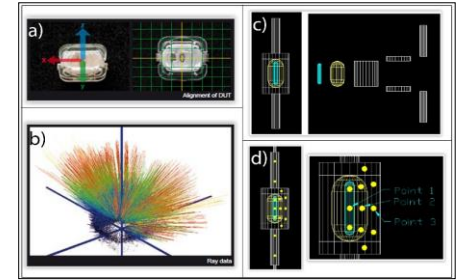 a)
x
Alignment of DUT
b)
Ray data
c)
d)
Point 1
Point 2
Point 3